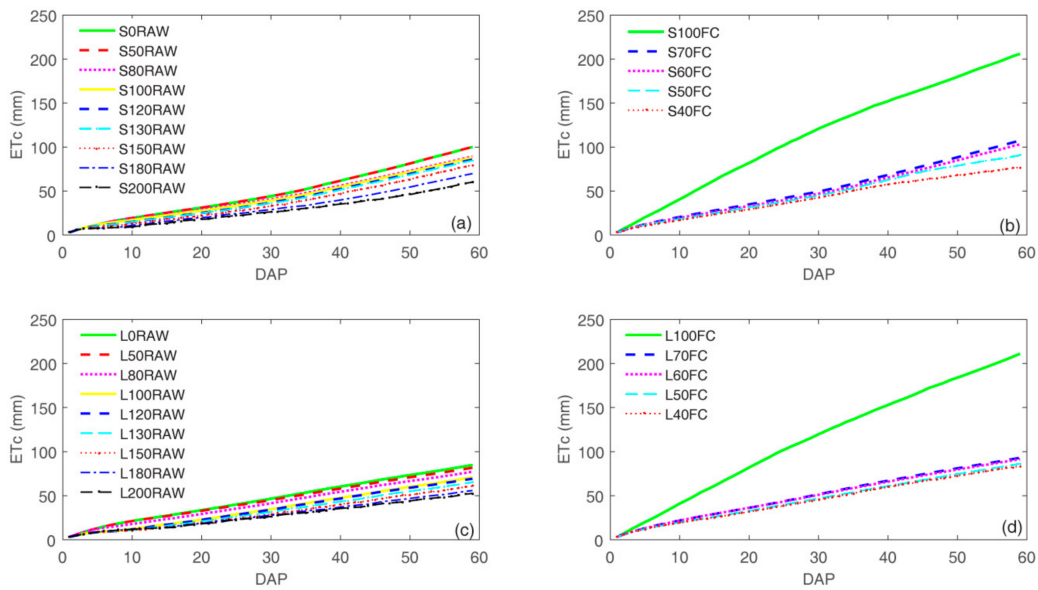 250
200
150
100
50
0
ETc (mm)
S0RAW
S50RAW
S80RAW
S100RAW
S120RAW
S130RAW
S150RAW
S180RAW
S200RAW
(a)
0 10 20 30 40 50 60
DAP
250
200
150
100
50
0
ETc (mm)
S100FC
S70FC
S60FC
S50FC
S40FC
(b)
0 10 20 30 40 50 60
DAP
250
200
150
100
50
0
ETc (mm)
L0RAW
L50RAW
L80RAW
L100RAW
L120RAW
L130RAW
L150RAW
L180RAW
L200RAW
(c)
0 10 20 30 40 50 60
DAP
250
200
150
100
50
0
ETc (mm)
L100FC
L70FC
L60FC
L50FC
L40FC
(d)
0 10 20 30 40 50 60
DAP